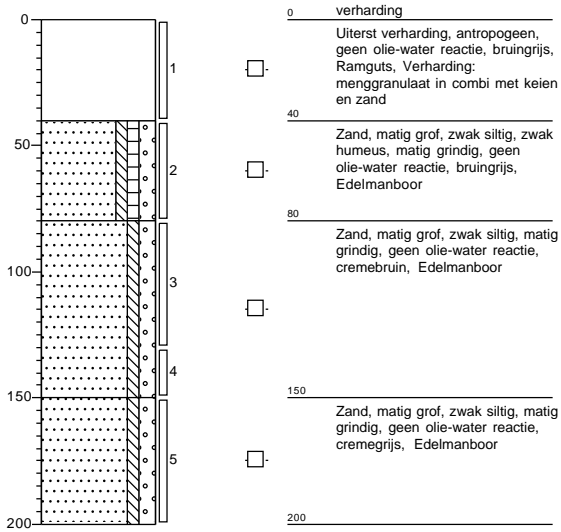 0
50
100
150
200
1
2
3
4
5
0 verharding
Uiterst verharding, antropogeen,
geen olie-water reactie, bruingrijs,
Ramguts, Verharding:
menggranulaat in combi met keien
en zand
40
Zand, matig grof, zwak siltig, zwak
humeus, matig grindig, geen
olie-water reactie, bruingrijs,
Edelmanboor
80
Zand, matig grof, zwak siltig, matig
grindig, geen olie-water reactie,
cremebruin, Edelmanboor
150
Zand, matig grof, zwak siltig, matig
grindig, geen olie-water reactie,
cremegrijs, Edelmanboor
200